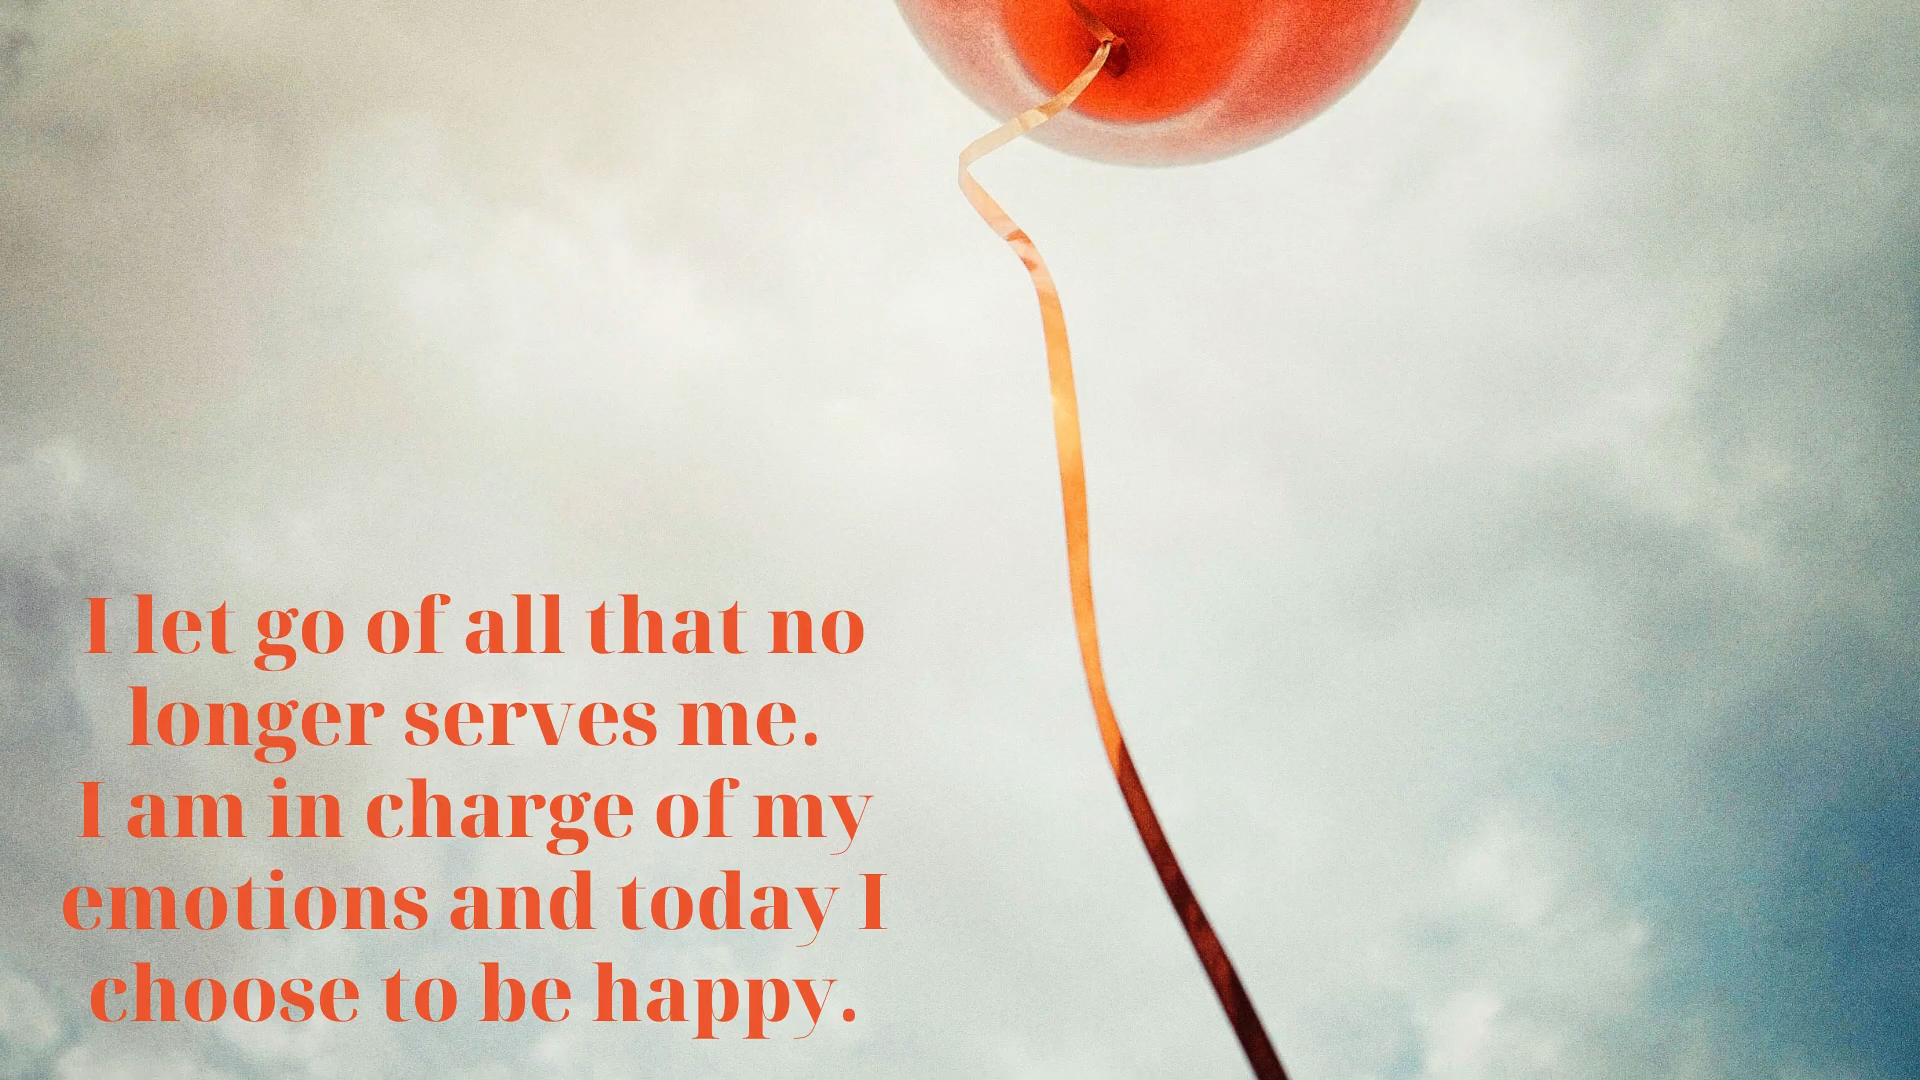 I let go of all that no
longer serves me.
I am in charge of my
emotions and today I
choose to be happy.